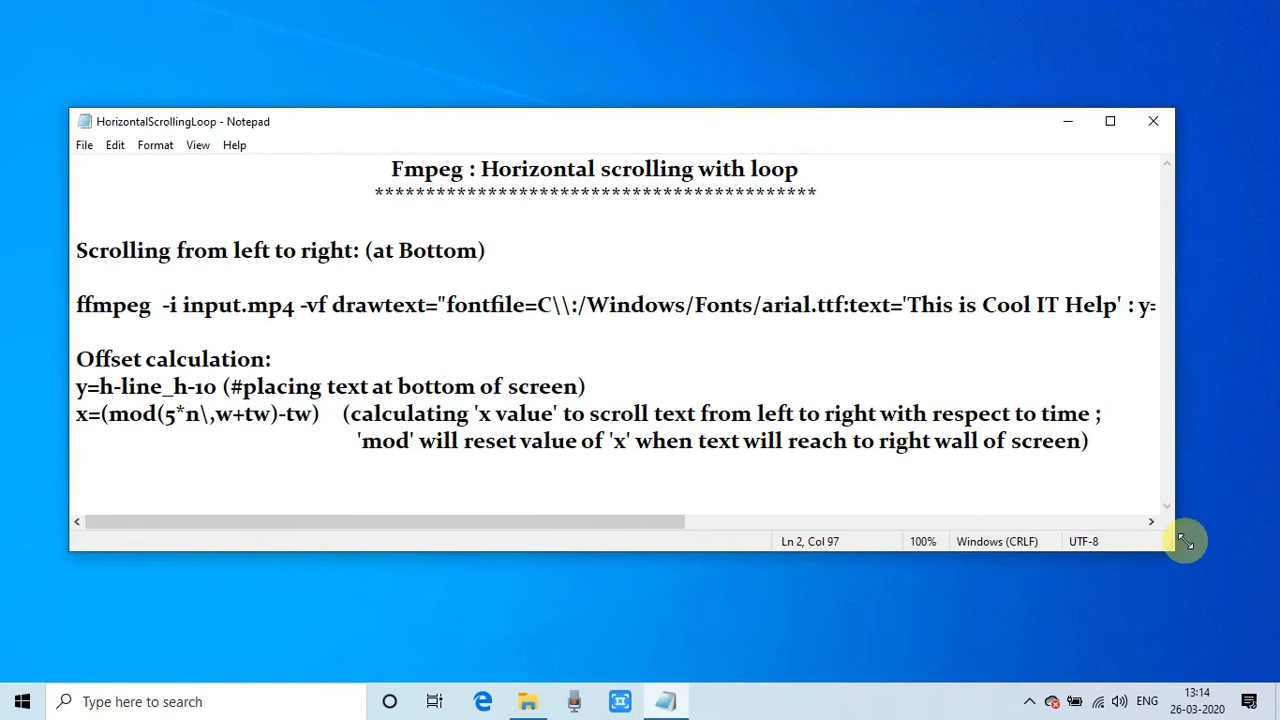 HorizontalScrollingLoop - Notepad
File Edit Format View Help
Fmpeg : Horizontal scrolling with loop
*******************************************
Scrolling from left to right: (at Bottom)
ffmpeg  -i input.mp4 -vf drawtext="fontfile=C\\:/Windows/Fonts/arial.ttf:text='This is Cool IT Help' : y=
Offset calculation:
y=h-line_h-10 (#placing text at bottom of screen)
x=(mod(5*n\,w+tw)-tw)    (calculating 'x value' to scroll text from left to right with respect to time ;
'mod' will reset value of 'x' when text will reach to right wall of screen)
Ln 2, Col 97 100% Windows (CRLF) UTF-8
Type here to search ENG 13:14
26-03-2020